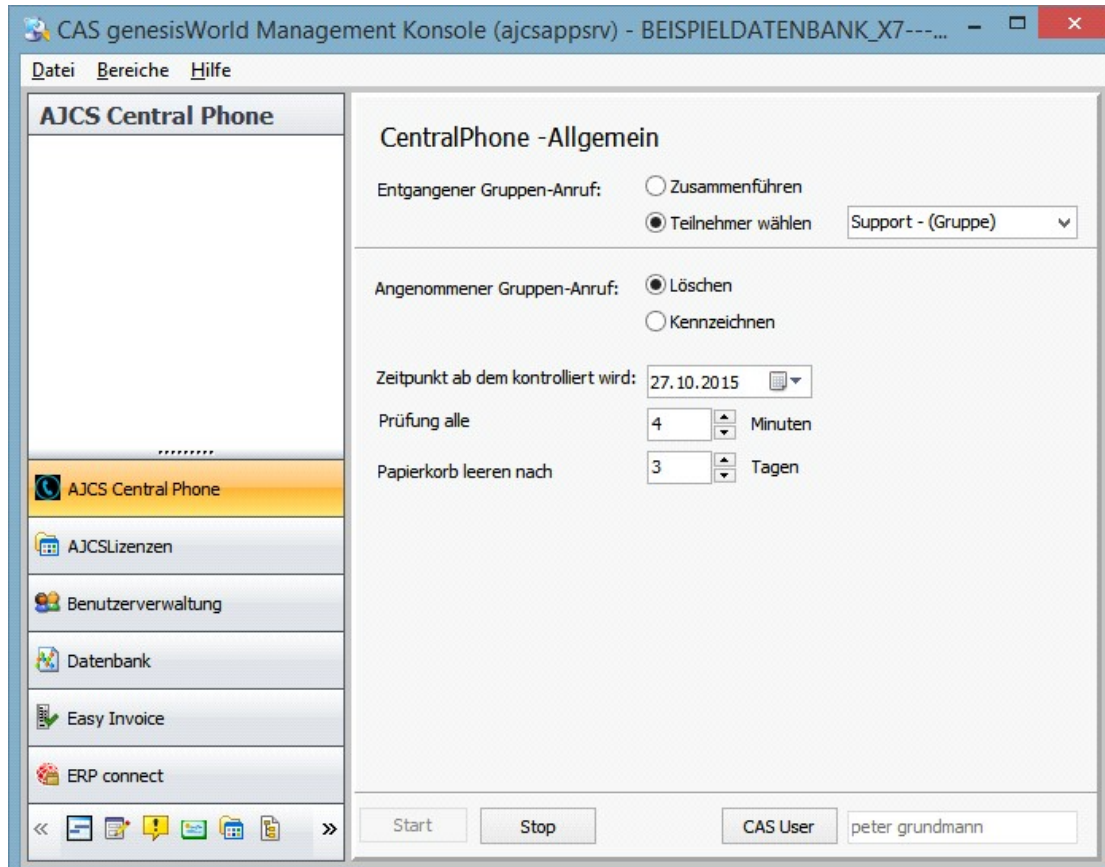 CAS genesisWorld Management Konsole (ajcsappsrv) - BEISPIELDATENBANK_X7---...
Datei Bereiche Hilfe
AJCS Central Phone
CentralPhone -Allgemein
Entgangener Gruppen-Anruf:
Zusammenführen
Teilnehmer wählen
Support - (Gruppe)
Angenommener Gruppen-Anruf:
Löschen
Kennzeichnen
Zeitpunkt ab dem kontrolliert wird: 27.10.2015
Prüfung alle 4 Minuten
Papierkorb leeren nach 3 Tagen
AJCS Central Phone
AJCSLizenzen
Benutzerverwaltung
Datenbank
Easy Invoice
ERP connect
Start
Stop
CAS User
peter grundmann